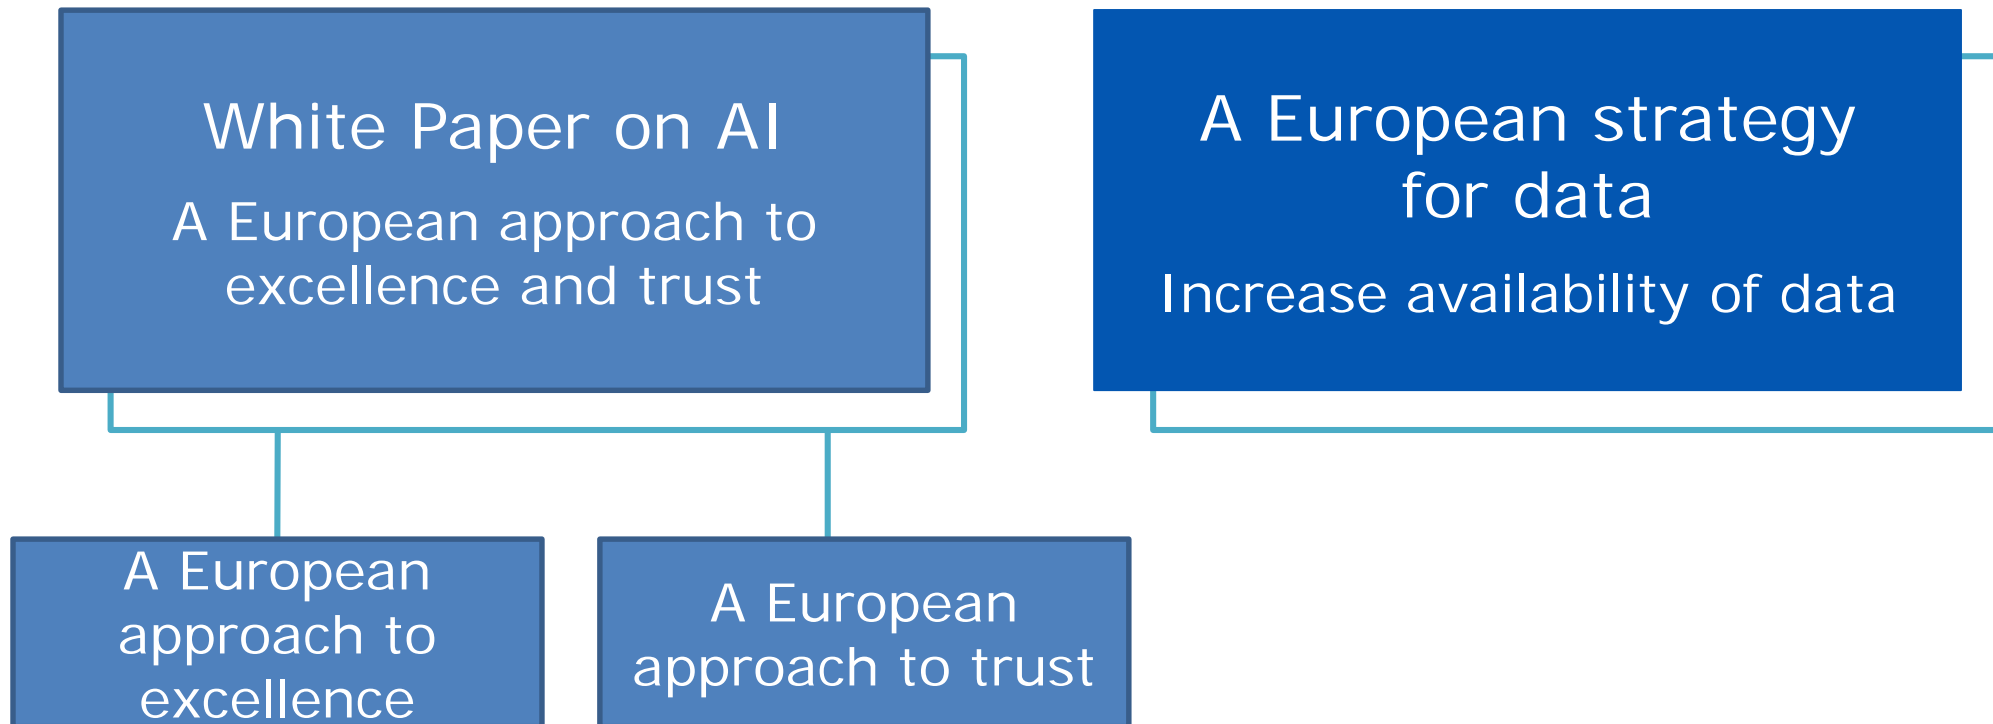 White Paper on AI
A European approach to
excellence and trust
A European strategy
for data
Increase availability of data
A European
approach to
excellence
A European
approach to trust